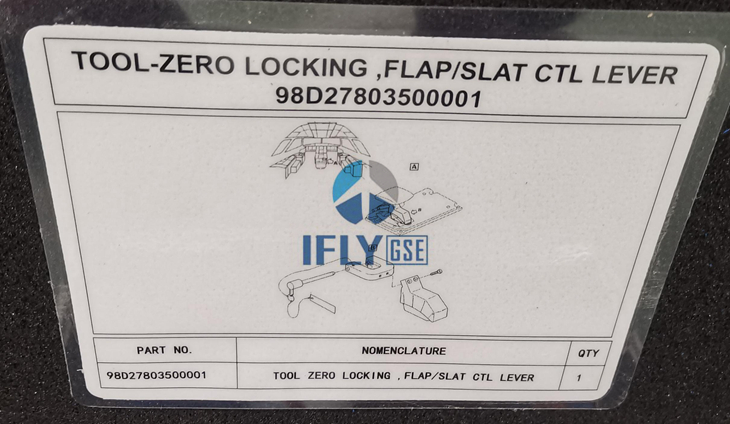 TOOL-ZERO LOCKING ,FLAP/SLAT CTL LEVER
98D27803500001
A
IFLY GSE
PART NO. NOMENCLATURE QTY
98D27803500001 TOOL ZERO LOCKING ,FLAP/SLAT CTL LEVER 1